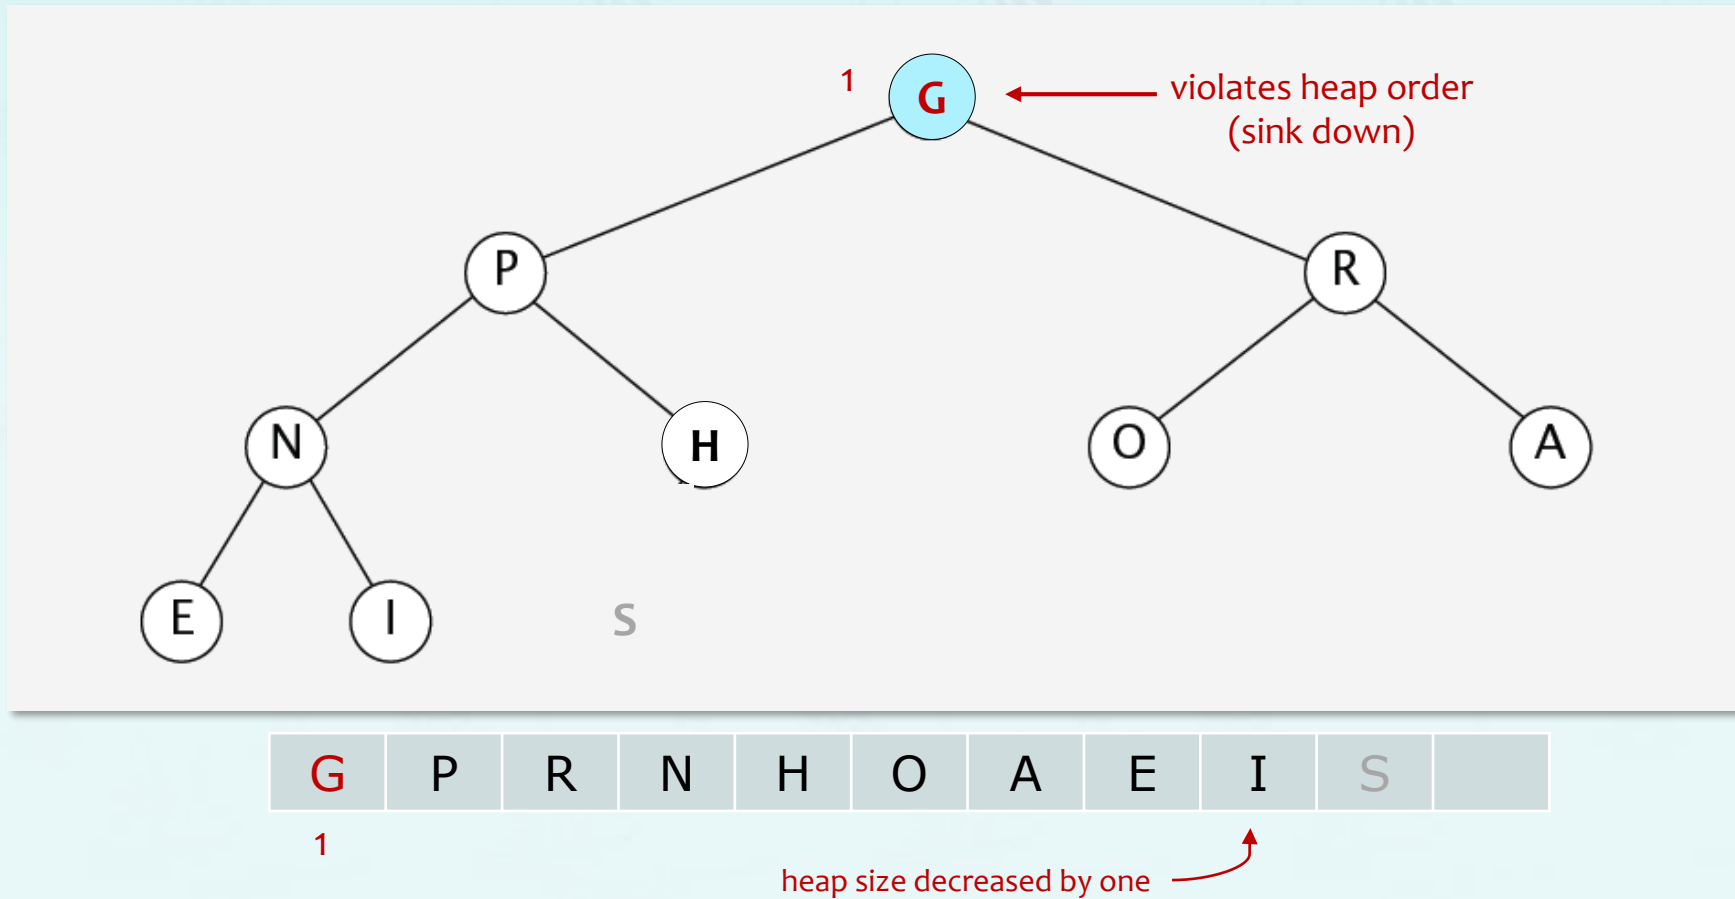 1
G
violates heap order
(sink down)
P
R
N
H
O
A
E
I
S
G P R N H O A E I S
1
heap size decreased by one